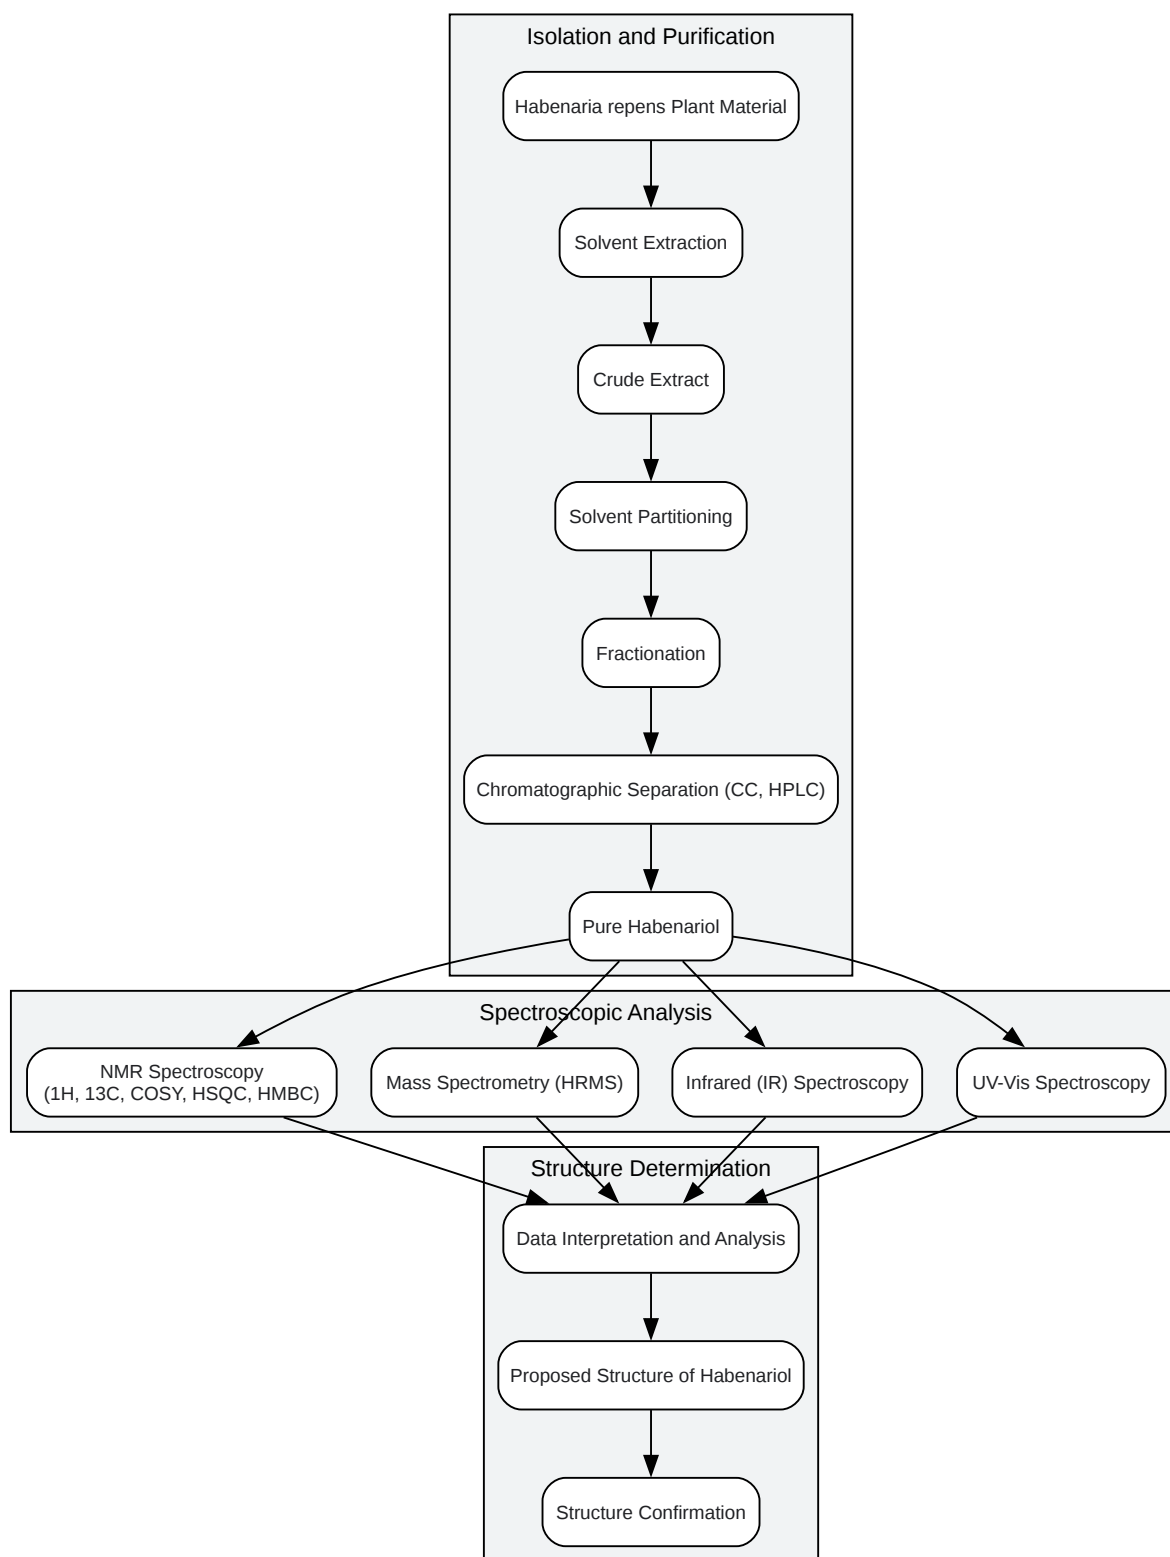 Isolation and Purification
Habenaria repens Plant Material
Solvent Extraction
Crude Extract
Solvent Partitioning
Fractionation
Chromatographic Separation (CC, HPLC)
Pure Habenariol
Spectroscopic Analysis
NMR Spectroscopy
(1H, 13C, COSY, HSQC, HMBC)
Mass Spectrometry (HRMS)
Infrared (IR) Spectroscopy
UV-Vis Spectroscopy
Structure Determination
Data Interpretation and Analysis
Proposed Structure of Habenariol
Structure Confirmation